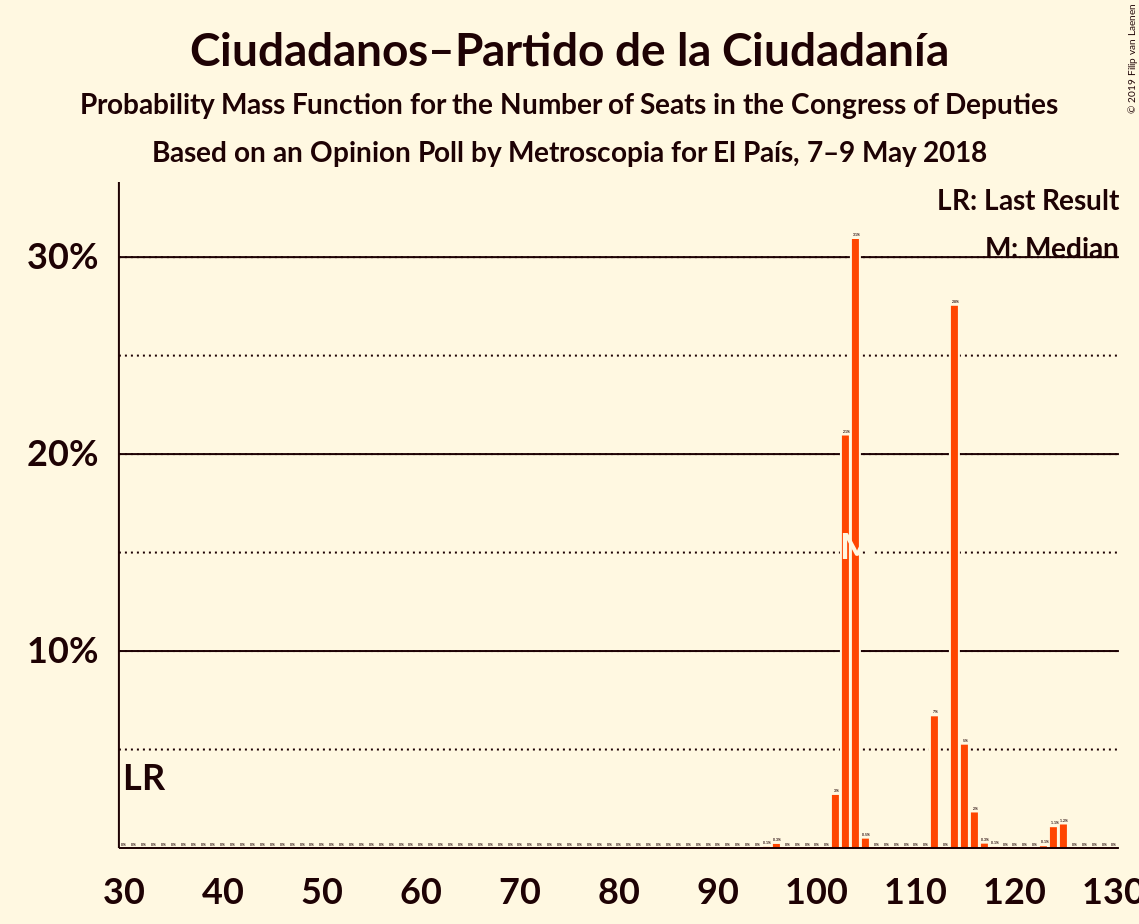 Ciudadanos–Partido de la Ciudadanía
Probability Mass Function for the Number of Seats in the Congress of Deputies
Based on an Opinion Poll by Metroscopia for El País, 7–9 May 2018
© 2019 Filip van Laenen
LR: Last Result
M: Median
30%
20%
10%
LR
M
30 40 50 60 70 80 90 100 110 120 130